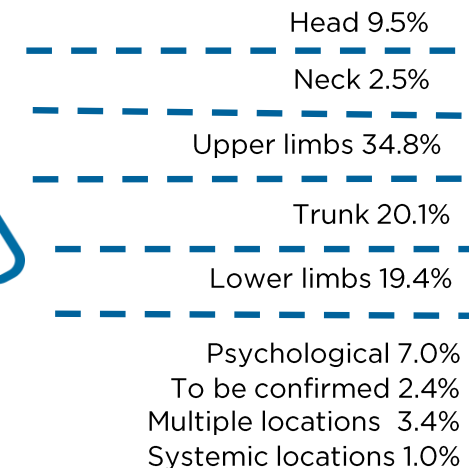 Head 9.5%
Neck 2.5%
Upper limbs 34.8%
Trunk 20.1%
Lower limbs 19.4%
Psychological 7.0%
To be confirmed 2.4%
Multiple locations 3.4%
Systemic locations 1.0%